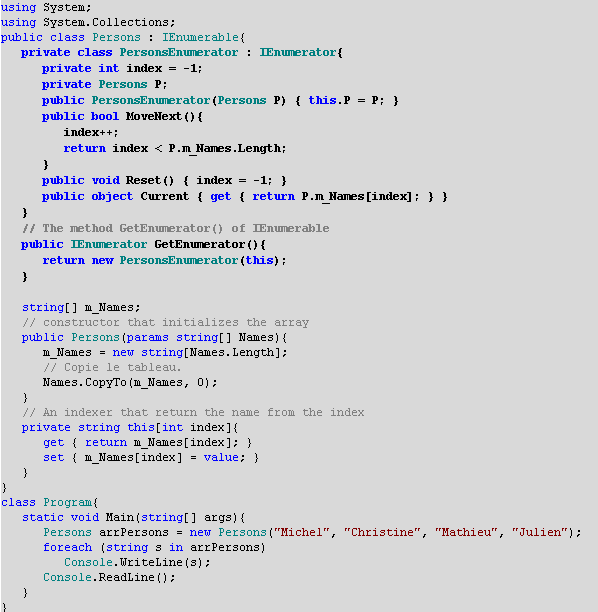 using System;
using System.Collections;
public class Persons : IEnumerable{
   private class PersonsEnumerator : IEnumerator{
      private int index = -1;
      private Persons P;
      public PersonsEnumerator(Persons P) { this.P = P; }
      public bool MoveNext(){
         index++;
         return index < P.m_Names.Length;
      }
      public void Reset() { index = -1; }
      public object Current { get { return P.m_Names[index]; } }
   }
   // The method GetEnumerator() of IEnumerable
   public IEnumerator GetEnumerator(){
      return new PersonsEnumerator(this);
   }

   string[] m_Names;
   // constructor that initializes the array
   public Persons(params string[] Names){
      m_Names = new string[Names.Length];
      // Copie le tableau.
      Names.CopyTo(m_Names, 0);
   }
   // An indexer that return the name from the index
   private string this[int index]{
      get { return m_Names[index]; }
      set { m_Names[index] = value; }
   }
}
class Program{
   static void Main(string[] args){
      Persons arrPersons = new Persons("Michel", "Christine", "Mathieu", "Julien");
      foreach (string s in arrPersons)
         Console.WriteLine(s);
      Console.ReadLine();
   }
}